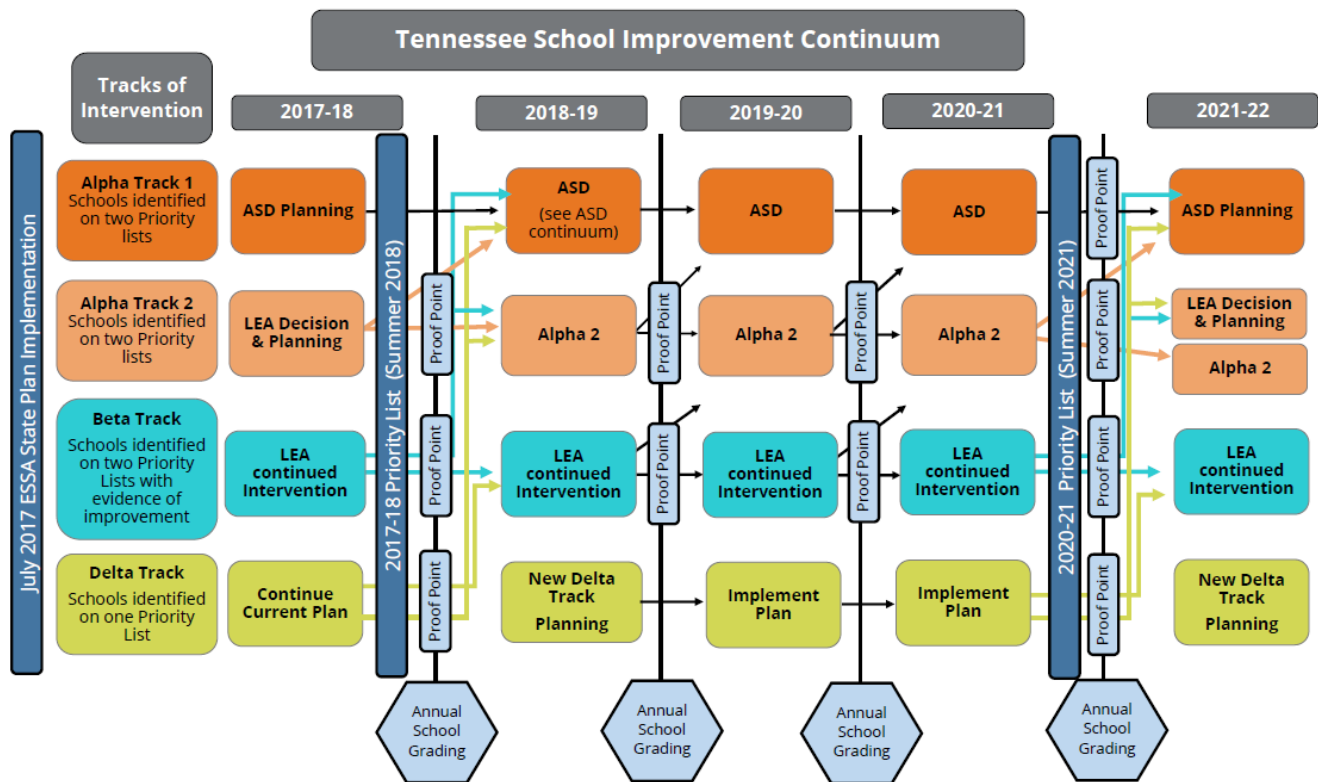 Tennessee School Improvement Continuum
Tracks of
Intervention
2017-18
2018-19
2019-20
2020-21
2021-22
July 2017 ESSA State Plan Implementation
Alpha Track 1
Schools identified
on two Priority
lists
ASD Planning
2017-18 Priority List (Summer 2018)
ASD
(see ASD
continuum)
ASD
ASD
2020-21 Priority List (Summer 2021)
Proof Point
ASD Planning
Alpha Track 2
Schools identified
on two Priority
lists
LEA Decision
& Planning
Proof Point
Alpha 2
Proof Point
Alpha 2
Proof Point
Alpha 2
Proof Point
LEA Decision
& Planning
Alpha 2
Beta Track
Schools identified
on two Priority
Lists with
evidence of
improvement
LEA
continued
Intervention
Proof Point
LEA
continued
Intervention
Proof Point
LEA
continued
Intervention
Proof Point
LEA
continued
Intervention
Proof Point
LEA
continued
Intervention
Delta Track
Schools identified
on one Priority
List
Continue
Current Plan
Proof Point
New Delta
Track
Planning
Implement
Plan
Implement
Plan
Proof Point
New Delta
Track
Planning
Annual
School
Grading
Annual
School
Grading
Annual
School
Grading
Annual
School
Grading